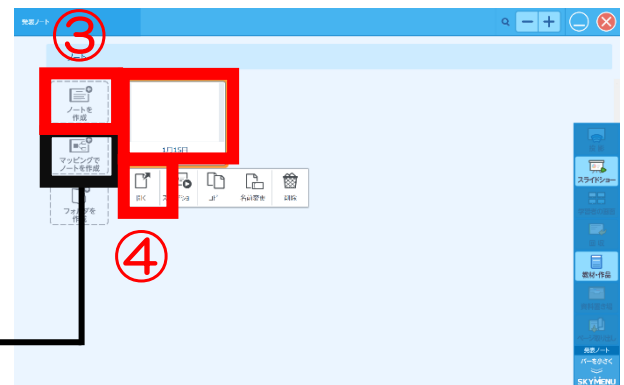 発表ノート
③
ノート
ノートを
作成
マッピングで
ノートを作成
フォルダを
作成
1月15日
開く
名前変更
削除
④
スライドショー
教材・作品
発表ノート
バーを小さく
SKYMENU